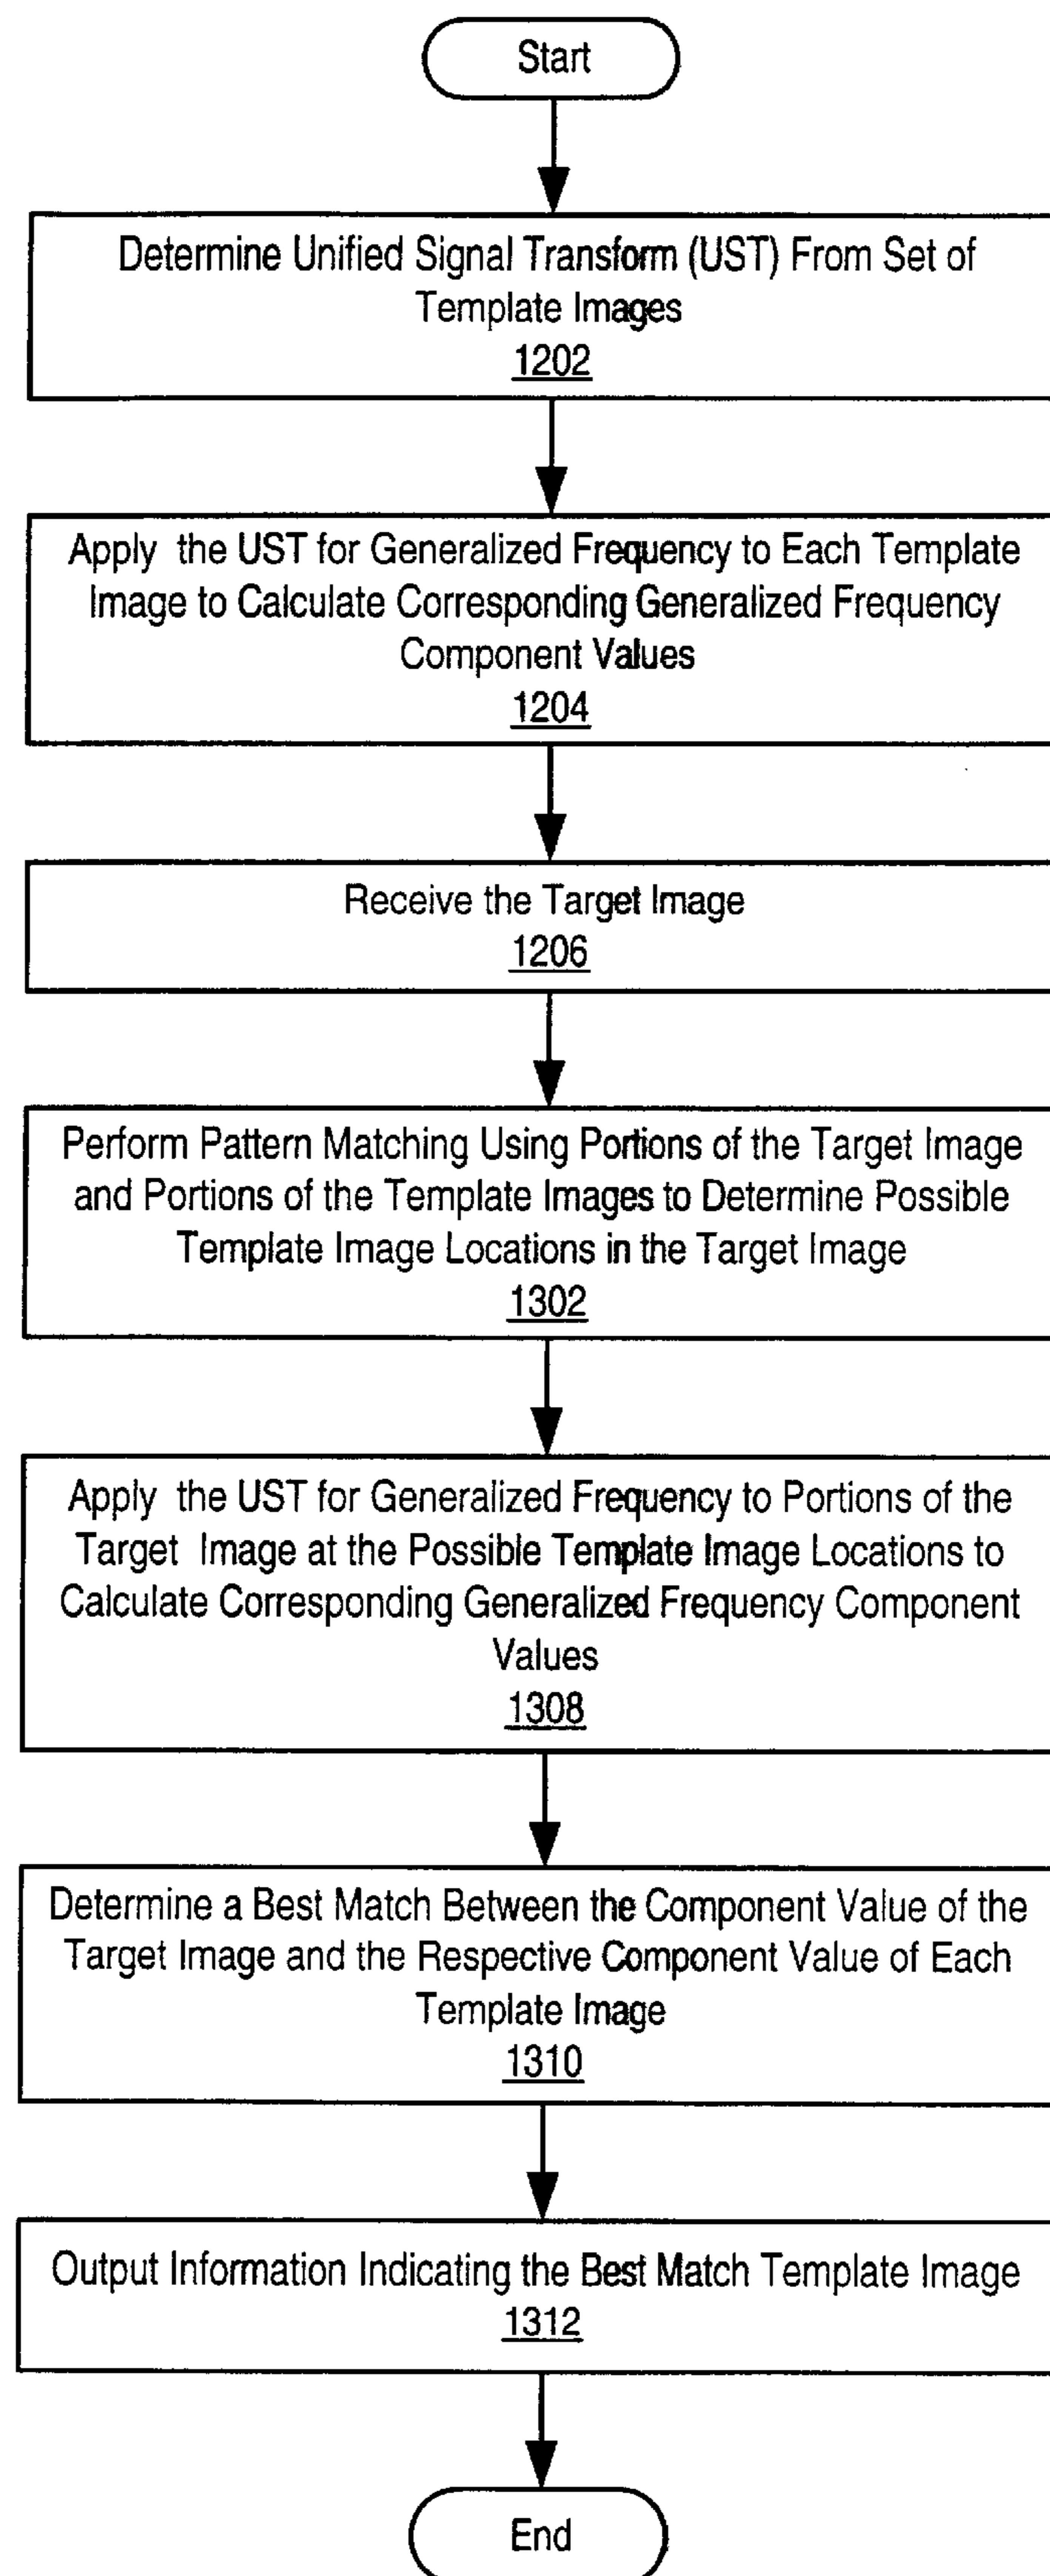 Start
Determine Unified Signal Transform (UST) From Set of
Template Images
1202
Apply the UST for Generalized Frequency to Each Template
Image to Calculate Corresponding Generalized Frequency
Component Values
1204
Receive the Target Image
1206
Perform Pattern Matching Using Portions of the Target Image
and Portions of the Template Images to Determine Possible
Template Image Locations in the Target Image
1302
Apply the UST for Generalized Frequency to Portions of the
Target Image at the Possible Template Image Locations to
Calculate Corresponding Generalized Frequency Component
Values
1308
Determine a Best Match Between the Component Value of the
Target Image and the Respective Component Value of Each
Template Image
1310
Output Information Indicating the Best Match Template Image
1312
End